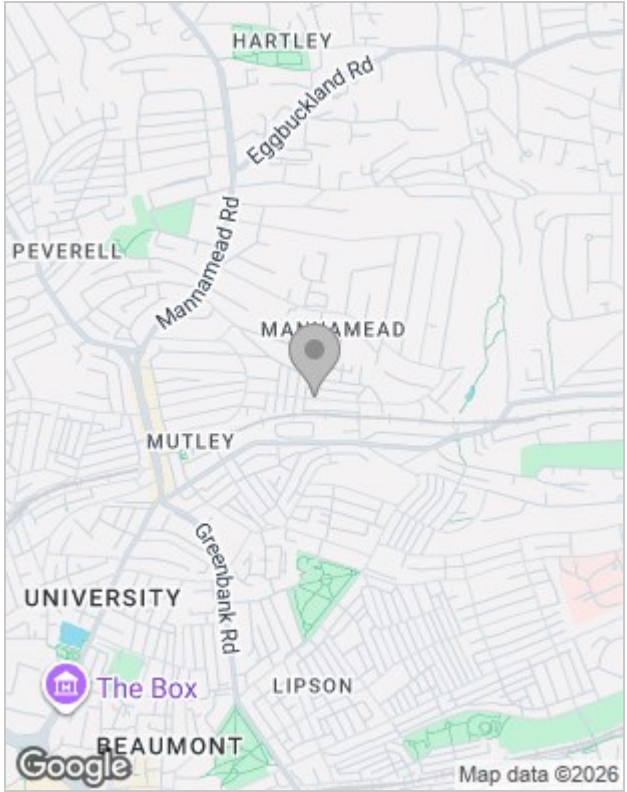 HARTLEY
Eggbuckland Rd
Mannamead Rd
PEVERELL
MANNAMEAD
MUTLEY
Greenbank Rd
UNIVERSITY
The Box
LIPSON
BEAUMONT
Google
Map data ©2026